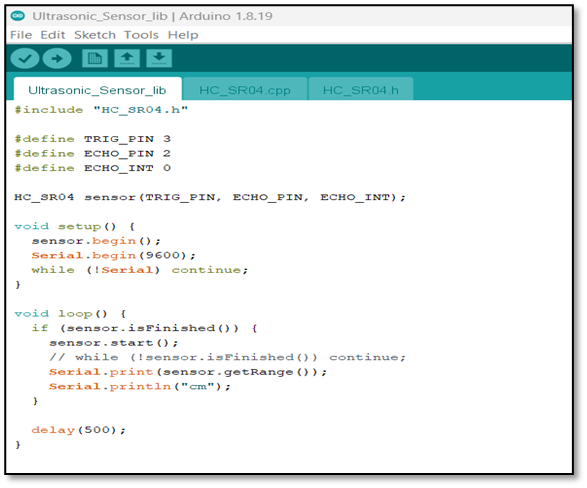 Ultrasonic_Sensor_lib | Arduino 1.8.19
File Edit Sketch Tools Help
Ultrasonic_Sensor_lib HC_SR04.cpp HC_SR04.h
#include "HC_SR04.h"

#define TRIG_PIN 3
#define ECHO_PIN 2
#define ECHO_INT 0

HC_SR04 sensor(TRIG_PIN, ECHO_PIN, ECHO_INT);

void setup() {
  sensor.begin();
  Serial.begin(9600);
  while (!Serial) continue;
}

void loop() {
  if (sensor.isFinished()) {
    sensor.start();
    // while (!sensor.isFinished()) continue;
    Serial.print(sensor.getRange());
    Serial.println("cm");
  }

  delay(500);
}